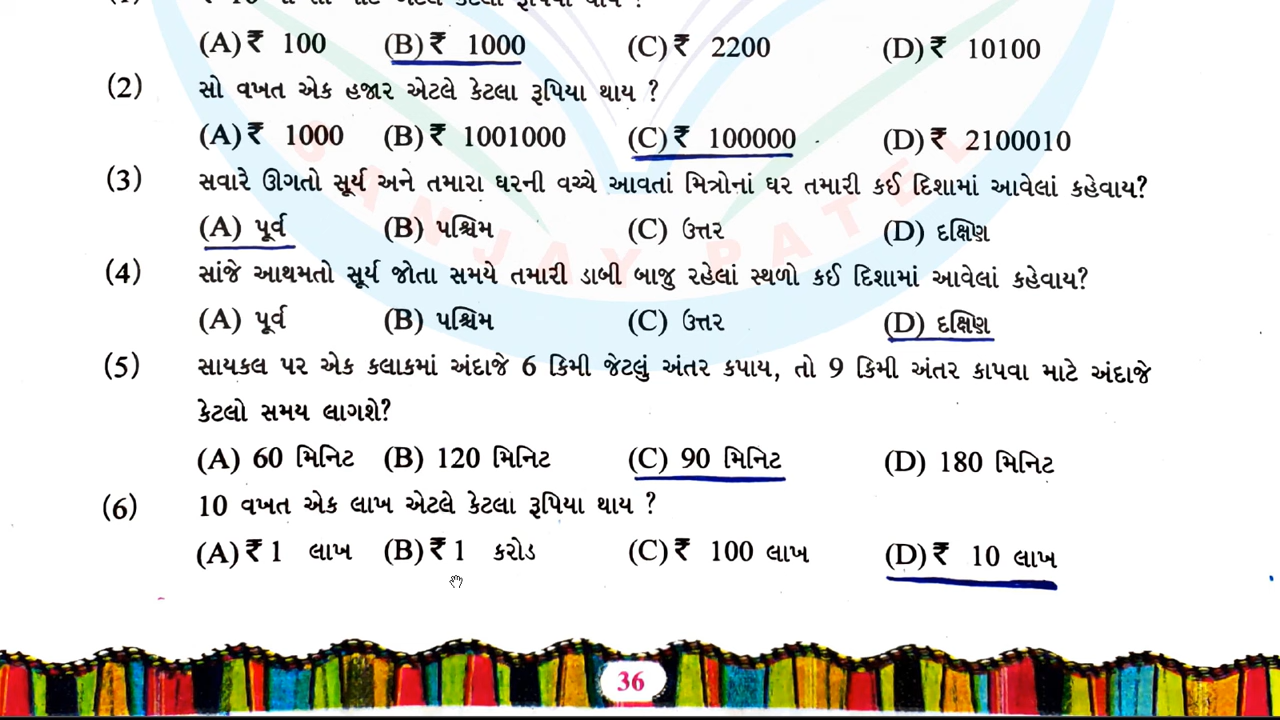 (A) ₹ 100 (B) ₹ 1000 (C) ₹ 2200 (D) ₹ 10100
(2) સો વખત એક હજાર એટલે કેટલા રૂપિયા થાય ?
(A) ₹ 1000 (B) ₹ 1001000 (C) ₹ 100000 (D) ₹ 2100010
(3) સવારે ઊગતો સૂર્ય અને તમારા ઘરની વચ્ચે આવતાં મિત્રોનાં ઘર તમારી કઈ દિશામાં આવેલાં કહેવાય?
(A) પૂર્વ (B) પશ્ચિમ (C) ઉત્તર (D) દક્ષિણ
SANJAY PATEL
(4) સાંજે આથમતો સૂર્ય જોતા સમયે તમારી ડાબી બાજુ રહેલાં સ્થળો કઈ દિશામાં આવેલાં કહેવાય?
(A) પૂર્વ (B) પશ્ચિમ (C) ઉત્તર (D) દક્ષિણ
(5) સાયકલ પર એક કલાકમાં અંદાજે 6 કિમી જેટલું અંતર કપાય, તો 9 કિમી અંતર કાપવા માટે અંદાજે
કેટલો સમય લાગશે?
(A) 60 મિનિટ (B) 120 મિનિટ (C) 90 મિનિટ (D) 180 મિનિટ
(6) 10 વખત એક લાખ એટલે કેટલા રૂપિયા થાય ?
(A) ₹ 1 લાખ (B) ₹ 1 કરોડ (C) ₹ 100 લાખ (D) ₹ 10 લાખ
36